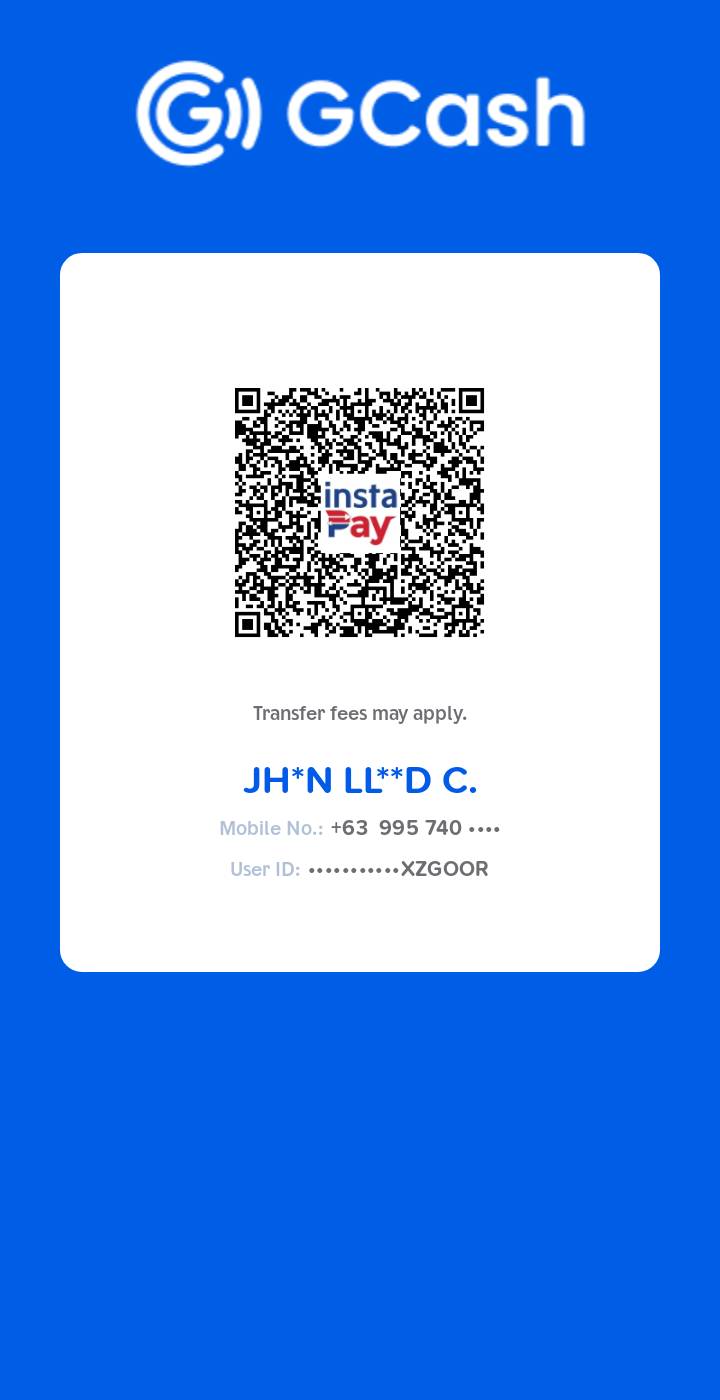 GCash
insta
Pay
Transfer fees may apply.
JH*N LL**D C.
Mobile No.: +63 995 740 ••••
User ID: •••••••••••XZGOOR